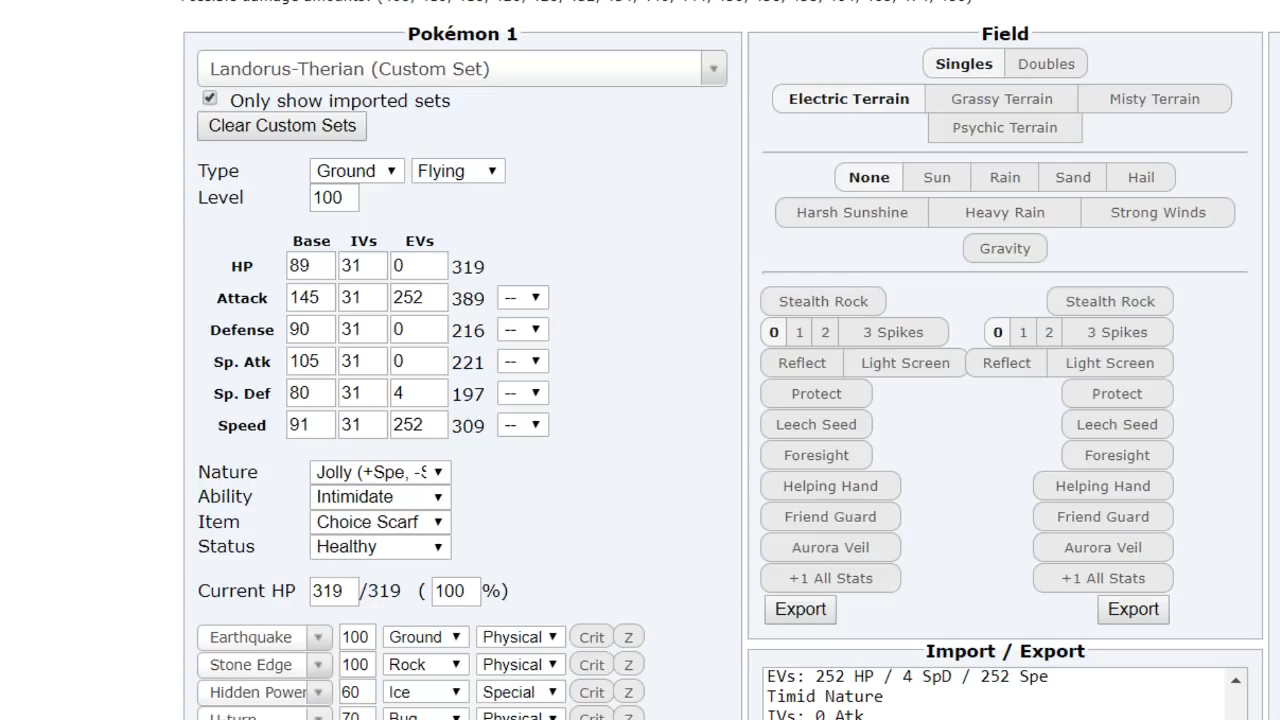 Pokémon 1
Landorus-Therian (Custom Set)
Only show imported sets
Clear Custom Sets
Type Ground Flying
Level 100
Base IVs EVs
HP 89 31 0 319
Attack 145 31 252 389 --
Defense 90 31 0 216 --
Sp. Atk 105 31 0 221 --
Sp. Def 80 31 4 197 --
Speed 91 31 252 309 --
Nature Jolly (+Spe, -S
Ability Intimidate
Item Choice Scarf
Status Healthy
Current HP 319 /319 ( 100 %)
Earthquake 100 Ground Physical Crit Z
Stone Edge 100 Rock Physical Crit Z
Hidden Power 60 Ice Special Crit Z
U-turn 70 Bug Physical Crit Z
Field
Singles Doubles
Electric Terrain Grassy Terrain Misty Terrain
Psychic Terrain
None Sun Rain Sand Hail
Harsh Sunshine Heavy Rain Strong Winds
Gravity
Stealth Rock Stealth Rock
0 1 2 3 Spikes 0 1 2 3 Spikes
Reflect Light Screen Reflect Light Screen
Protect Protect
Leech Seed Leech Seed
Foresight Foresight
Helping Hand Helping Hand
Friend Guard Friend Guard
Aurora Veil Aurora Veil
+1 All Stats +1 All Stats
Export Export
Import / Export
EVs: 252 HP / 4 SpD / 252 Spe
Timid Nature
IVs: 0 Atk